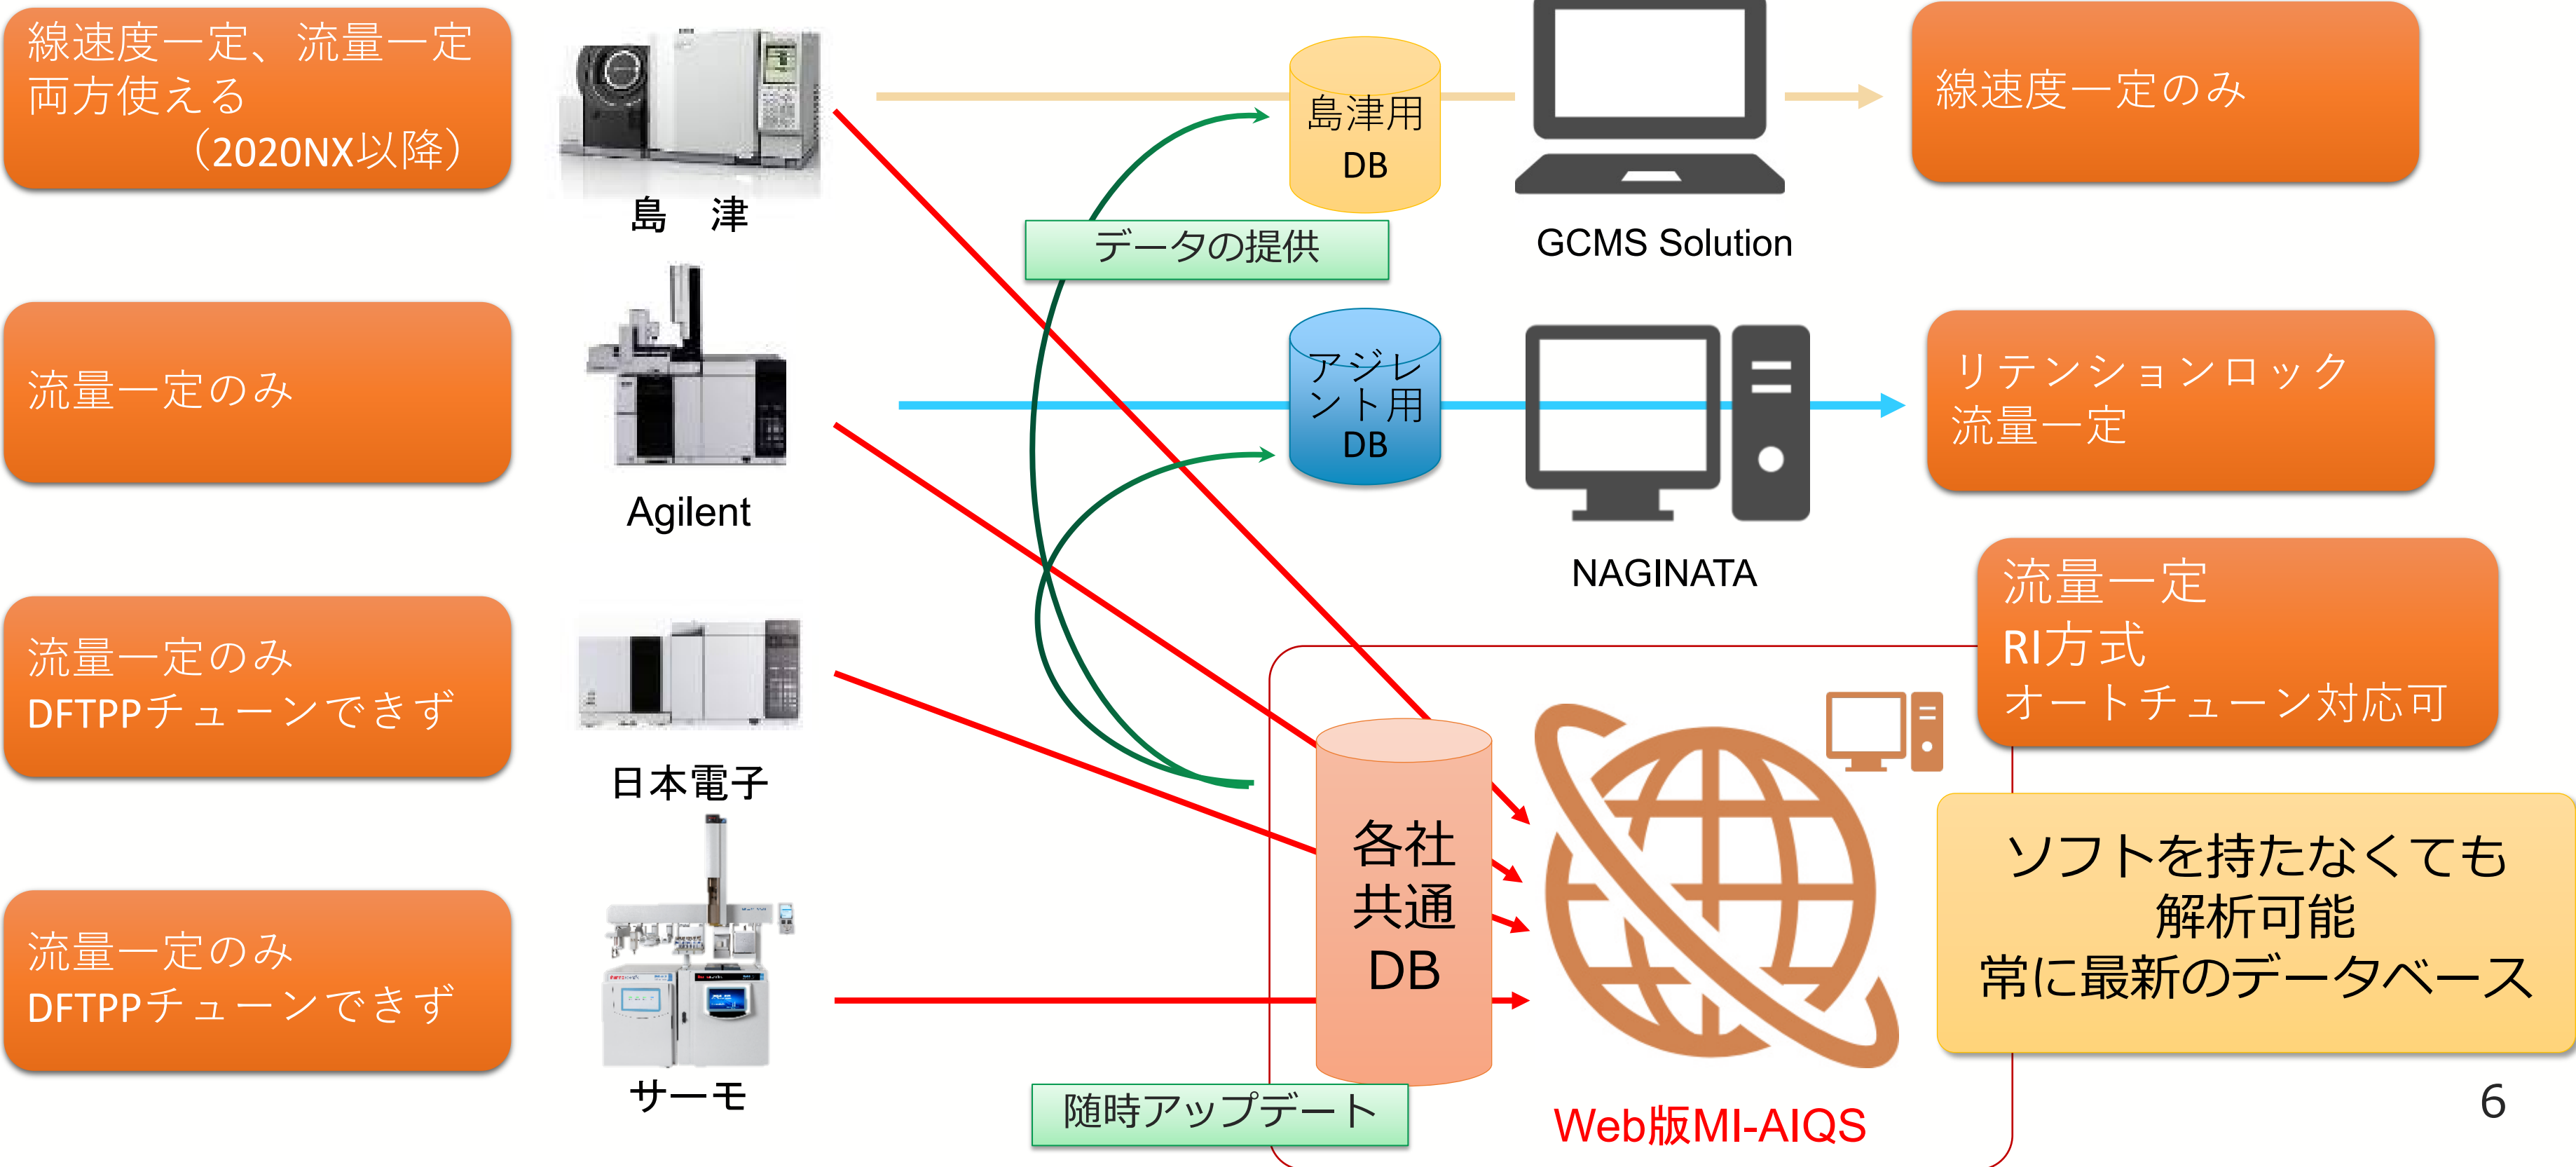 線速度一定、流量一定
両方使える
（2020NX以降）
島　津
島津用
DB
GCMS Solution
線速度一定のみ
データの提供
流量一定のみ
Agilent
アジレ
ント用
DB
NAGINATA
リテンションロック
流量一定
流量一定のみ
DFTPPチューンできず
日本電子
流量一定
RI方式
オートチューン対応可
流量一定のみ
DFTPPチューンできず
サーモ
各社
共通
DB
随時アップデート
Web版MI-AIQS
ソフトを持たなくても
解析可能
常に最新のデータベース
6